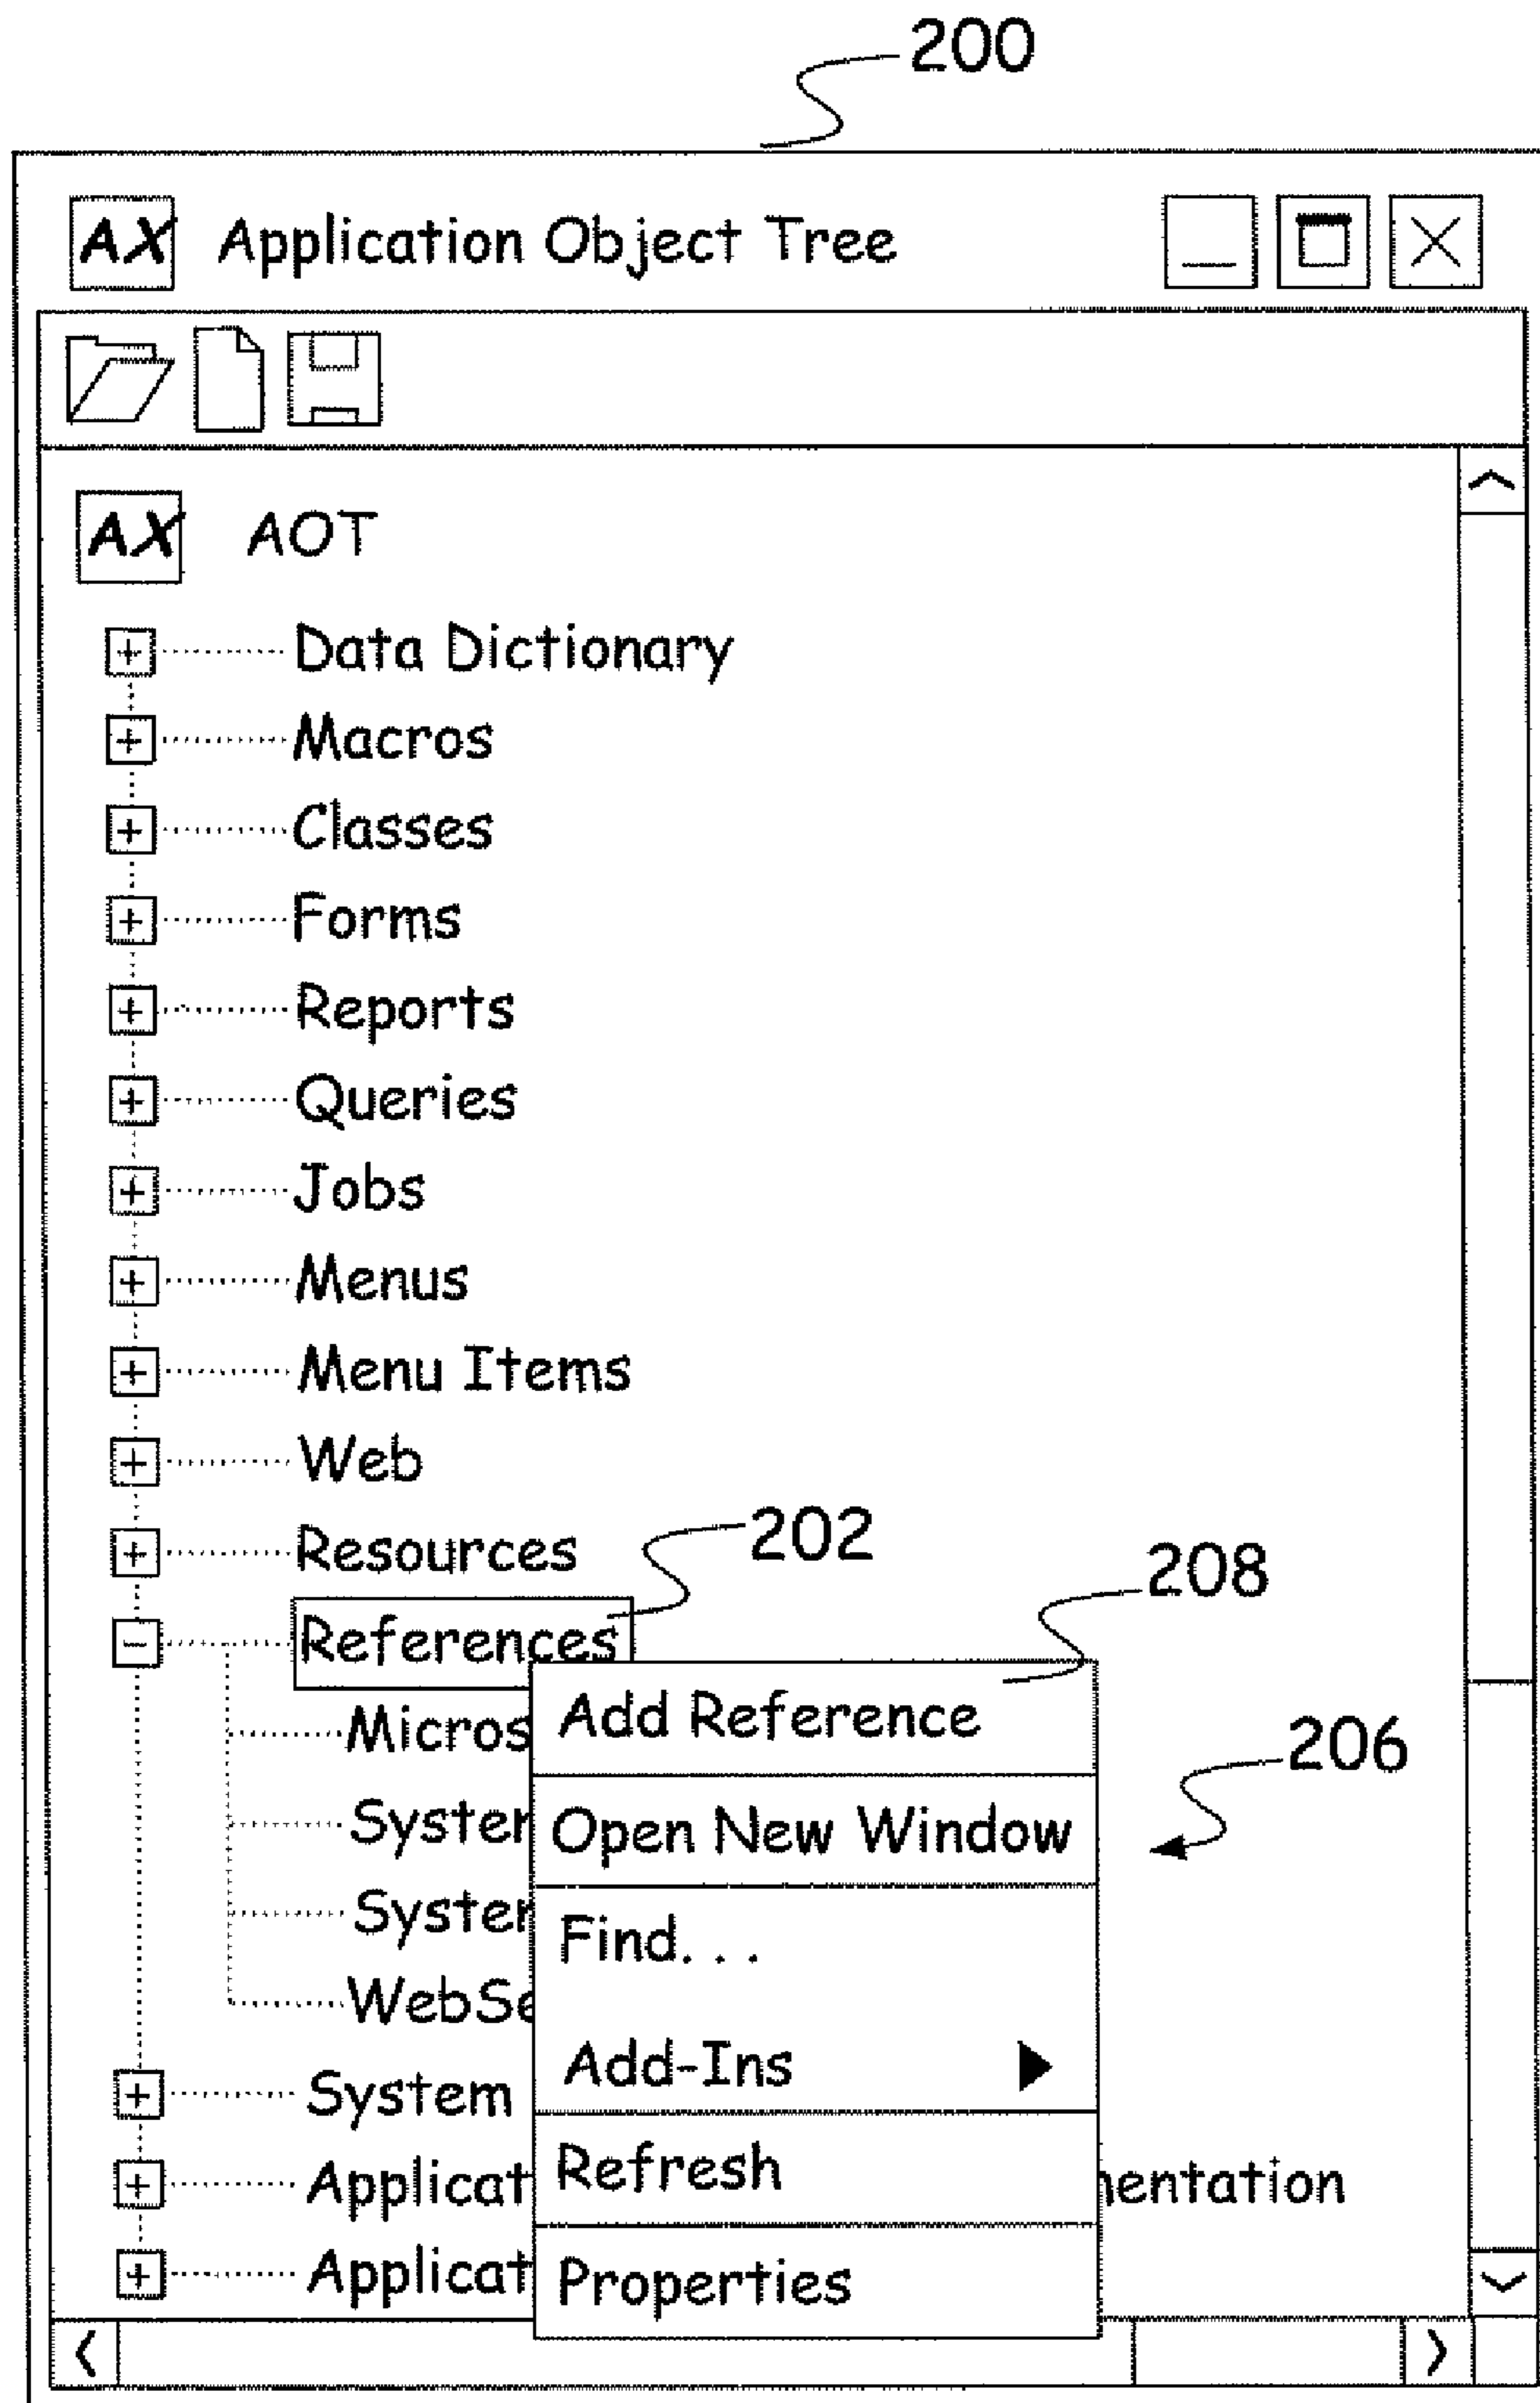 200
AX Application Object Tree
AX AOT
Data Dictionary
Macros
Classes
Forms
Reports
Queries
Jobs
Menus
Menu Items
Web
Resources
202
208
References
Add Reference
Micros
206
Open New Window
Syster
Find. . .
Syster
WebSe
Add-Ins
System
Refresh
Applicat
mentation
Properties
Applicat